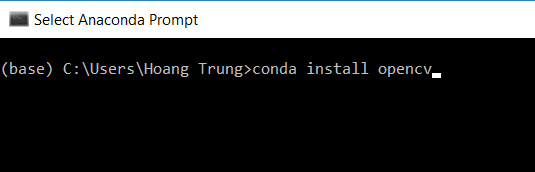 Select Anaconda Prompt
(base) C:\Users\Hoang Trung>conda install opencv